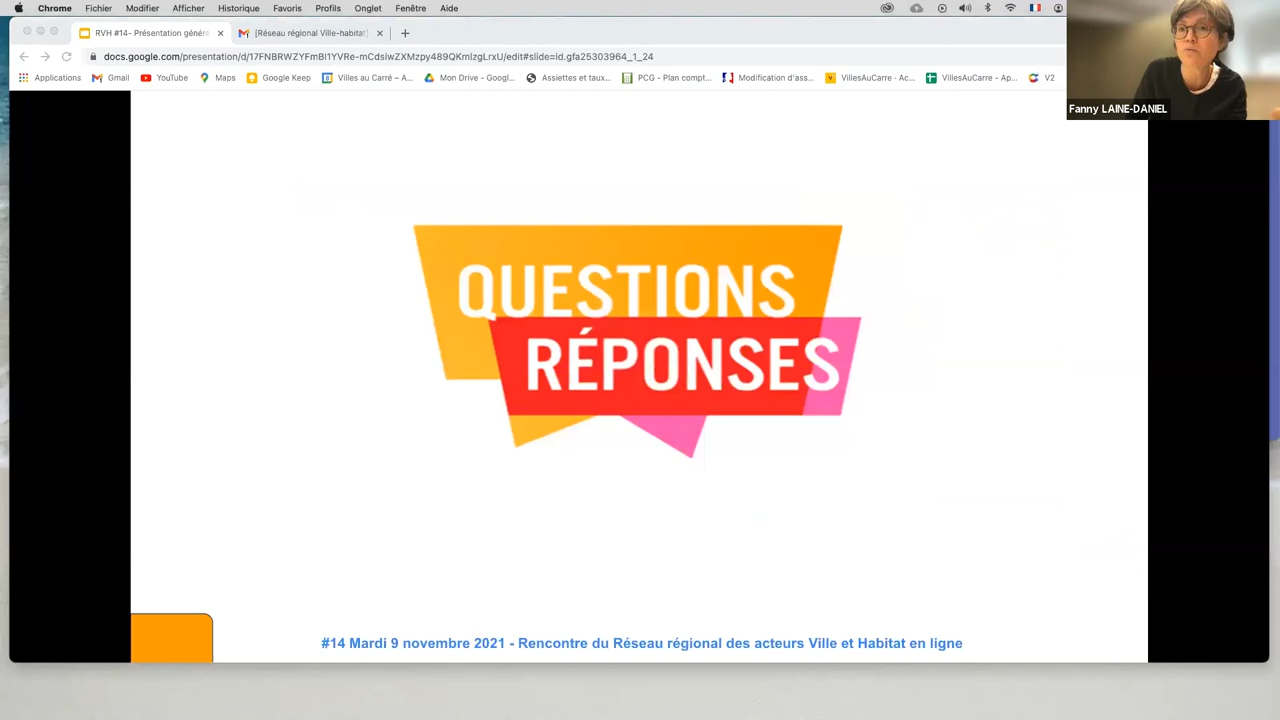 Chrome Fichier Modifier Afficher Historique Favoris Profils Onglet Fenêtre Aide
RVH #14- Présentation génér
[Réseau régional Ville-habitat]
docs.google.com/presentation/d/17FNBRWZYFmBl1YVRe-mCdsiwZXMzpy489QKmlzgLrxU/edit#slide=id.gfa25303964_1_24
Applications Gmail YouTube Maps Google Keep Villes au Carré – A... Mon Drive - Googl... Assiettes et taux... PCG - Plan compt... Modification d'ass... VillesAuCarre · Ac... VillesAuCarre - Ap... V2
Fanny LAINE-DANIEL
QUESTIONS
RÉPONSES
#14 Mardi 9 novembre 2021 - Rencontre du Réseau régional des acteurs Ville et Habitat en ligne